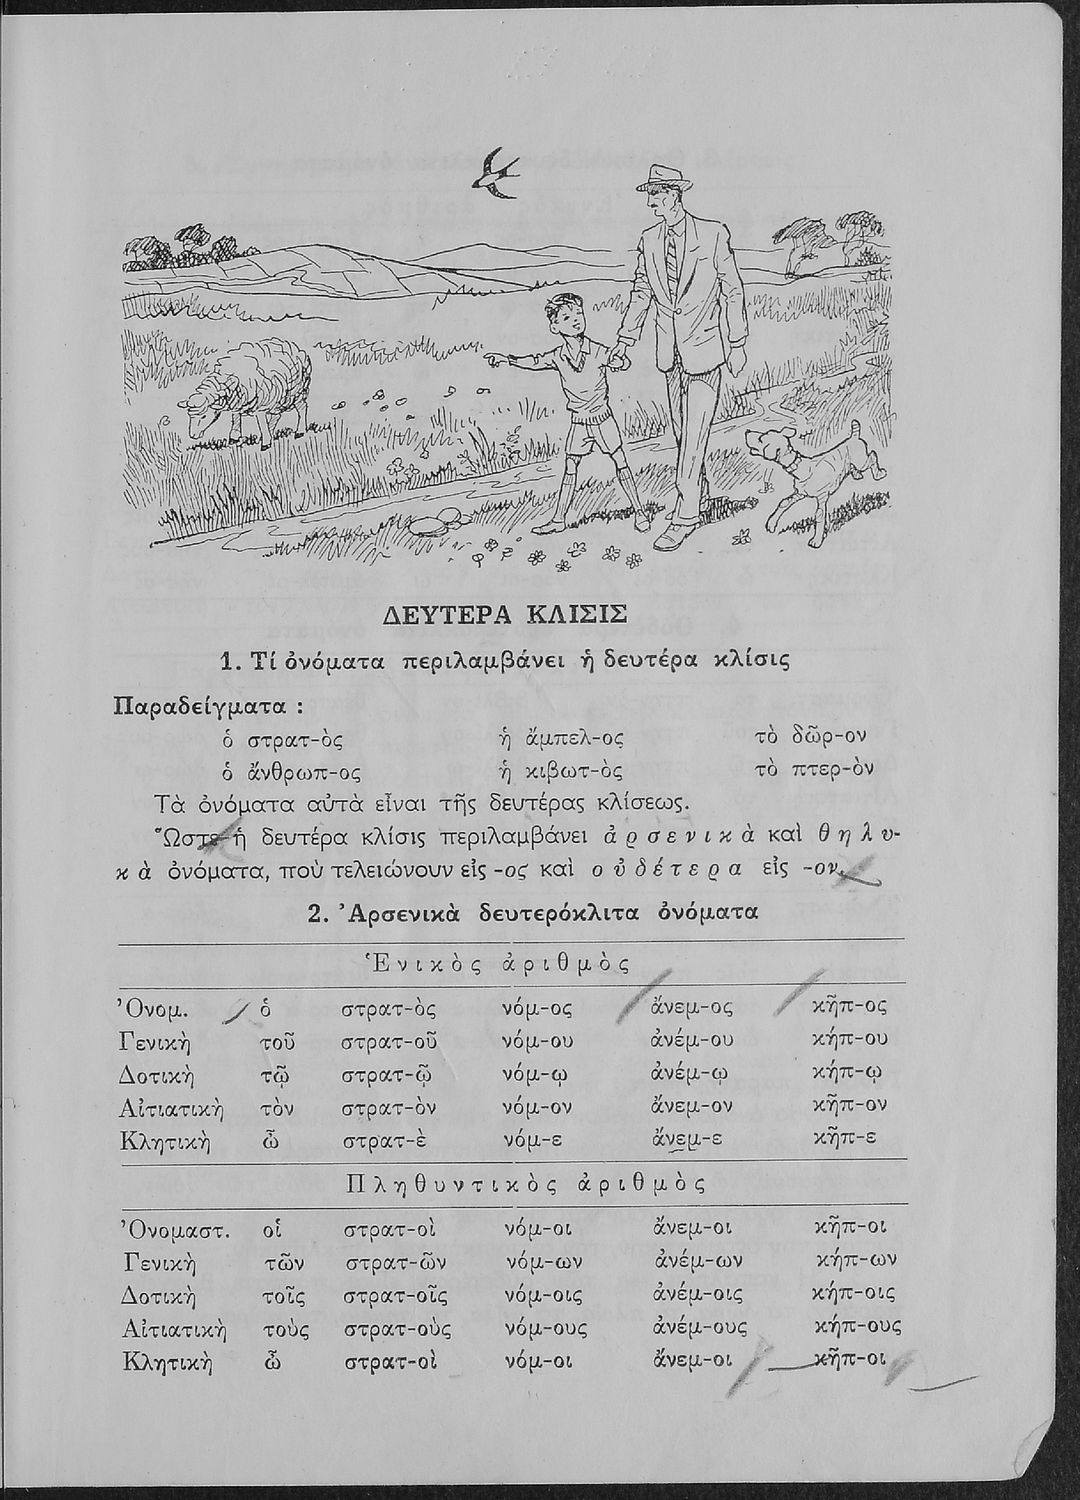 ΔΕΥΤΕΡΑ ΚΛΙΣΙΣ
1. Τί ὀνόματα περιλαμβάνει ἡ δευτέρα κλίσις
Παραδείγματα :
ὁ στρατ-ὸς ἡ ἄμπελ-ος τὸ δῶρ-ον
ὁ ἄνθρωπ-ος ἡ κιβωτ-ὸς τὸ πτερ-ὸν
Τὰ ὀνόματα αὐτὰ εἶναι τῆς δευτέρας κλίσεως.
Ὥστε ἡ δευτέρα κλίσις περιλαμβάνει ἀρσενικὰ καὶ θηλυ-
κὰ ὀνόματα, ποὺ τελειώνουν εἰς -ος καὶ οὐδέτερα εἰς -ον.
2. Ἀρσενικὰ δευτερόκλιτα ὀνόματα
Ἑνικὸς ἀριθμὸς
Ὀνομ. ὁ στρατ-ὸς νόμ-ος ἄνεμ-ος κῆπ-ος
Γενικὴ τοῦ στρατ-οῦ νόμ-ου ἀνέμ-ου κήπ-ου
Δοτικὴ τῷ στρατ-ῷ νόμ-ῳ ἀνέμ-ῳ κήπ-ῳ
Αἰτιατικὴ τὸν στρατ-ὸν νόμ-ον ἄνεμ-ον κῆπ-ον
Κλητικὴ ὦ στρατ-ὲ νόμ-ε ἄνεμ-ε κῆπ-ε
Πληθυντικὸς ἀριθμὸς
Ὀνομαστ. οἱ στρατ-οὶ νόμ-οι ἄνεμ-οι κῆπ-οι
Γενικὴ τῶν στρατ-ῶν νόμ-ων ἀνέμ-ων κήπ-ων
Δοτικὴ τοῖς στρατ-οῖς νόμ-οις ἀνέμ-οις κήπ-οις
Αἰτιατικὴ τοὺς στρατ-οὺς νόμ-ους ἀνέμ-ους κήπ-ους
Κλητικὴ ὦ στρατ-οὶ νόμ-οι ἄνεμ-οι κῆπ-οι